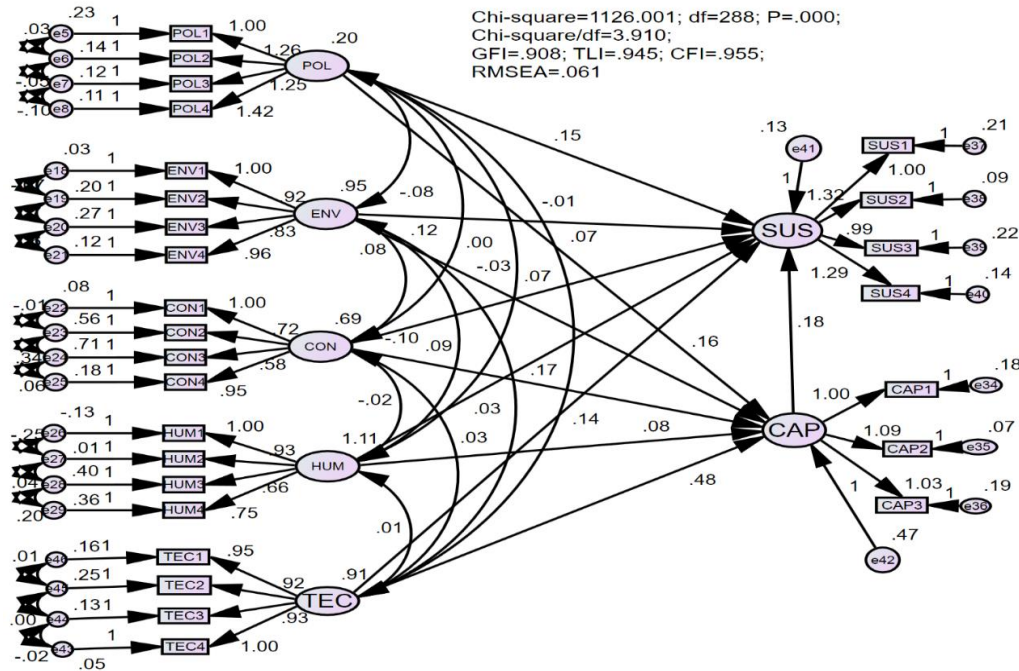 Chi-square=1126.001; df=288; P=.000;
Chi-square/df=3.910;
GFI=.908; TLI=.945; CFI=.955;
RMSEA=.061
.03 .23
e5 1 POL1 1.00 .20
.14 1
e6 POL2 1.26 POL
.12 1
-.05 e7 POL3 1.25
.11 1
-.10 e8 POL4 1.42
.15
.13
e41
1
SUS1 1 .21
e37
1.00
.03
e18 1 ENV1 1.00
.20 1
e19 ENV2 .92 .95
.27 1
e20 ENV3 ENV
.83
.12 1
e21 ENV4 .96
-.08
.08
.12
.00
-.03
.07
-.01
.07
1.32
SUS
SUS2 1 .09
e38
.99
SUS3 1 .22
e39
1.29
SUS4 1 .14
e40
.08
-.01 e22 1 CON1 1.00
.56 1
e23 CON2 .72 .69
.71 1
.34 e24 CON3 CON
.58
.18 1
.06 e25 CON4 .95
-.10
.09
.16
.17
.18
-.02
.03
.14
CAP1 1 .18
e34
1.00
CAP
1.09 CAP2 1 .07
e35
1.03 CAP3 1 .19
e36
-.13
-.25 e26 1 HUM1 1.00
.01 1
e27 HUM2 .93 1.11
.40 1
.04 e28 HUM3 HUM
.66
.36 1
.20 e29 HUM4 .75
.03
.08
.48
.01
1
.47
e42
.01 e46 .16 1 TEC1 .95
.25 1
e45 TEC2 .92 .91
.13 1
.00 e44 TEC3 TEC
.93
1
-.02 e43 TEC4 1.00
.05